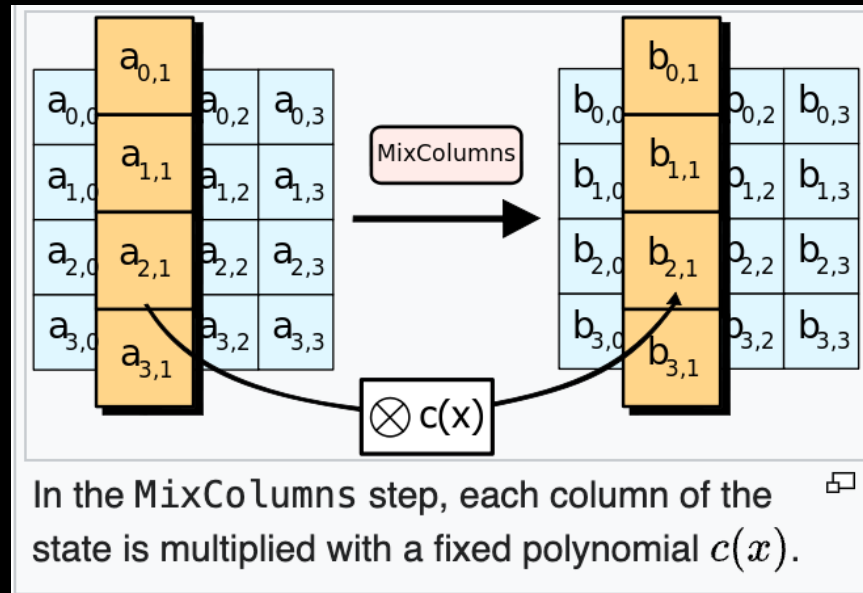 a0,1 b0,1
a0,0 a0,2 a0,3 b0,0 b0,2 b0,3
MixColumns
a1,1 b1,1
a1,0 a1,2 a1,3 b1,0 b1,2 b1,3
a2,0 a2,1 a2,2 a2,3 b2,0 b2,1 b2,2 b2,3
a3,0 a3,2 a3,3 b3,0 b3,2 b3,3
a3,1 b3,1
⊗ c(x)
In the MixColumns step, each column of the
state is multiplied with a fixed polynomial c(x).